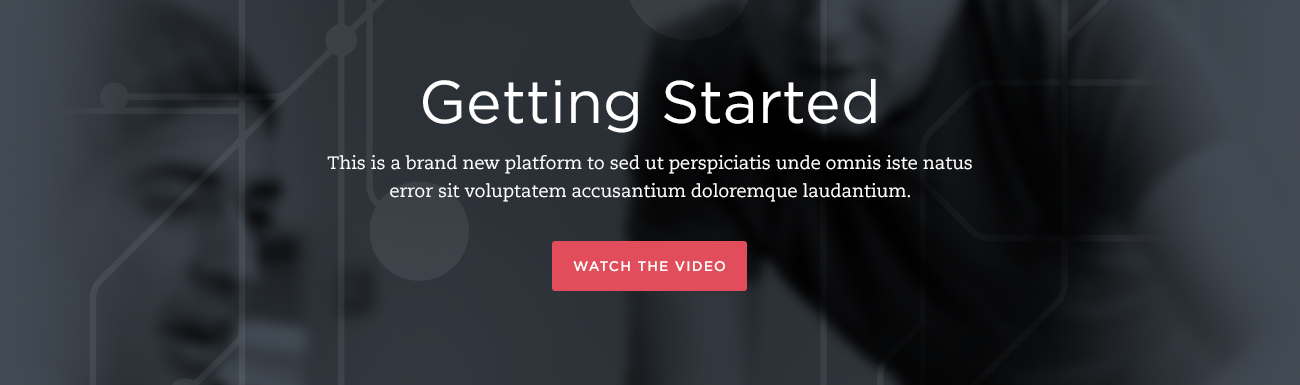 Getting Started
This is a brand new platform to sed ut perspiciatis unde omnis iste natus
error sit voluptatem accusantium doloremque laudantium.
WATCH THE VIDEO